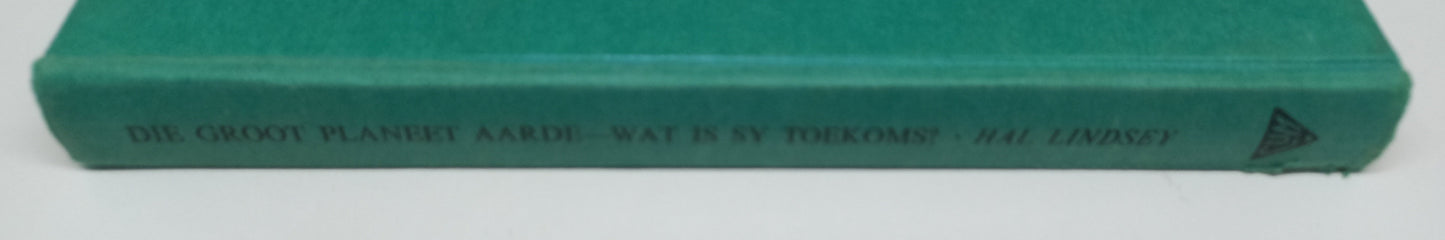 DIE GROOT PLANEET AARDE—WAT IS SY TOEKOMS? · HAL LINDSEY